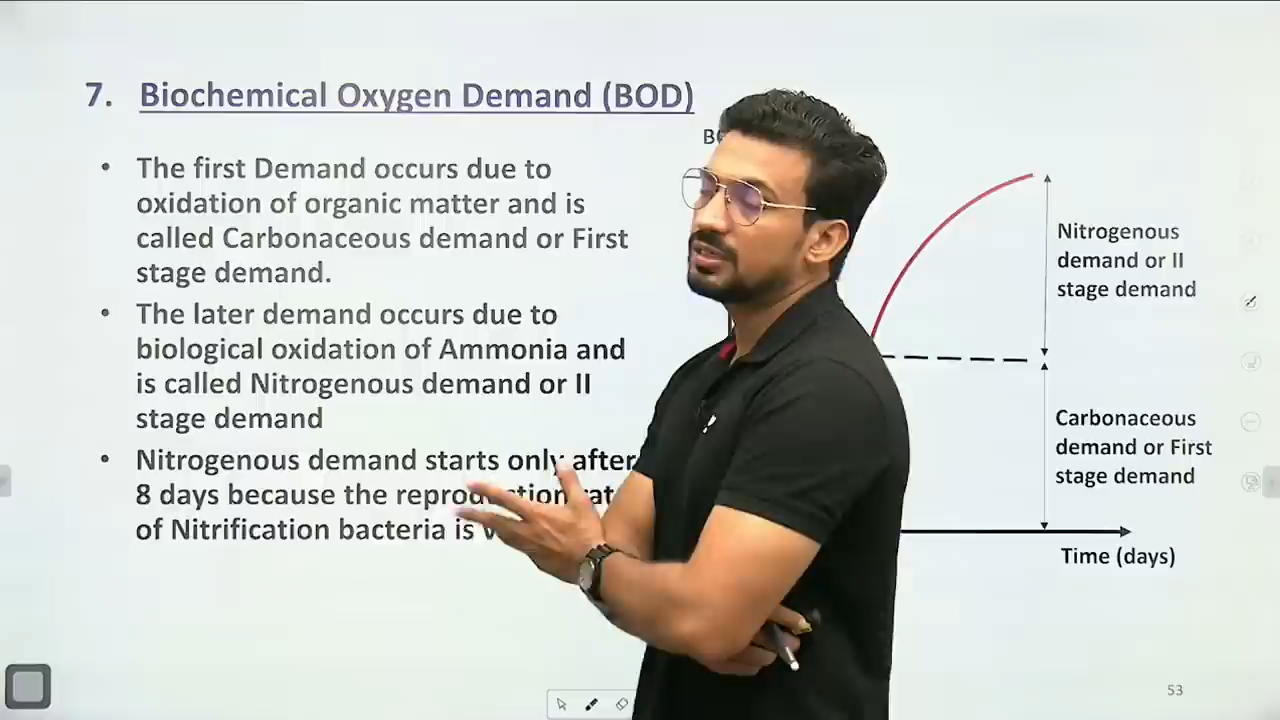 7. Biochemical Oxygen Demand (BOD)
• The first Demand occurs due to
oxidation of organic matter and is
called Carbonaceous demand or First
stage demand.
• The later demand occurs due to
biological oxidation of Ammonia and
is called Nitrogenous demand or II
stage demand
• Nitrogenous demand starts only after
8 days because the reproduction
of Nitrification bacteria is
Nitrogenous
demand or II
stage demand
Carbonaceous
demand or First
stage demand
Time (days)
53